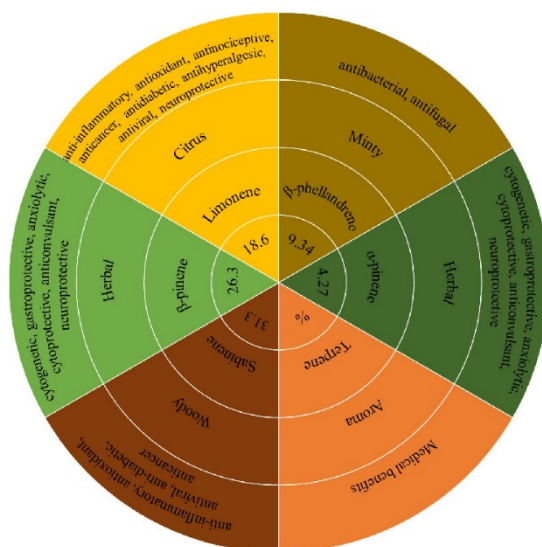 anti-inflammatory, antioxidant, antinociceptive,
anticancer, antidiabetic, antihyperalgesic,
antiviral, neuroprotective
Citrus
Limonene
18.6
antibacterial, antifugal
Minty
β-phellandrene
9.34
cytogenetic, gastroprotective, anxiolytic,
cytoprotective, anticonvulsant,
neuroprotective
Herbal
α-pinene
4.27
Medical benefits
Aroma
Terpene
%
anti-inflammatory, antioxidant,
antiviral, anti-diabetic,
anticancer
Woody
Sabinene
31.3
cytogenetic, gastroprotective, anxiolytic,
cytoprotective, anticonvulsant,
neuroprotective
Herbal
β-pinene
26.3